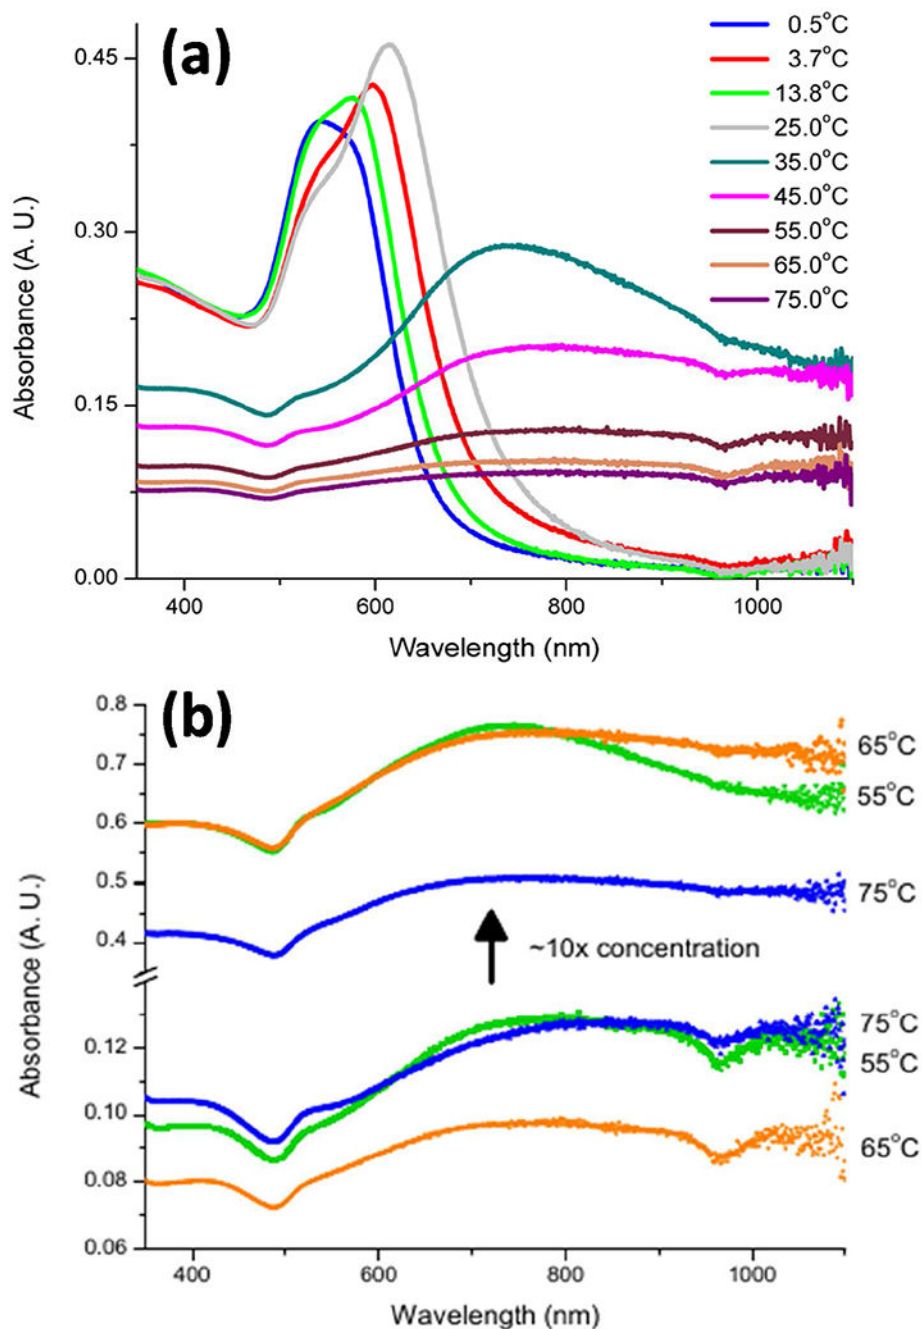 (a)
0.5°C
3.7°C
13.8°C
25.0°C
35.0°C
45.0°C
55.0°C
65.0°C
75.0°C
0.45
0.30
0.15
0.00
Absorbance (A. U.)
400 600 800 1000
Wavelength (nm)
(b)
0.8
0.7
0.6
0.5
0.4
Absorbance (A. U.)
65°C
55°C
75°C
~10x concentration
0.12
0.10
0.08
0.06
Absorbance (A. U.)
75°C
55°C
65°C
400 600 800 1000
Wavelength (nm)